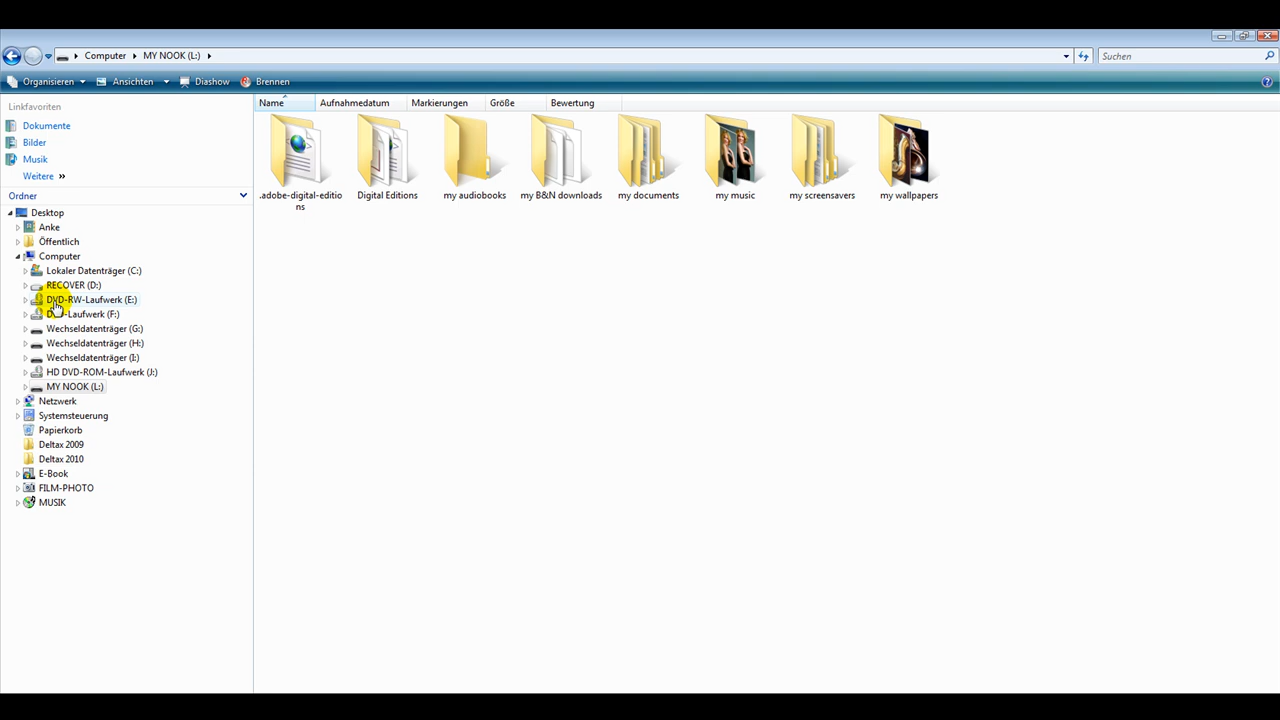 Computer MY NOOK (L:)
Suchen
Organisieren Ansichten Diashow Brennen
Linkfavoriten
Dokumente
Bilder
Musik
Weitere »
Ordner
Desktop
Anke
Öffentlich
Computer
Lokaler Datenträger (C:)
RECOVER (D:)
DVD-RW-Laufwerk (E:)
-Laufwerk (F:)
Wechseldatenträger (G:)
Wechseldatenträger (H:)
Wechseldatenträger (I:)
HD DVD-ROM-Laufwerk (J:)
MY NOOK (L:)
Netzwerk
Systemsteuerung
Papierkorb
Deltax 2009
Deltax 2010
E-Book
FILM-PHOTO
MUSIK
Name Aufnahmedatum Markierungen Größe Bewertung
.adobe-digital-editio
ns
Digital Editions
my audiobooks
my B&N downloads
my documents
my music
my screensavers
my wallpapers